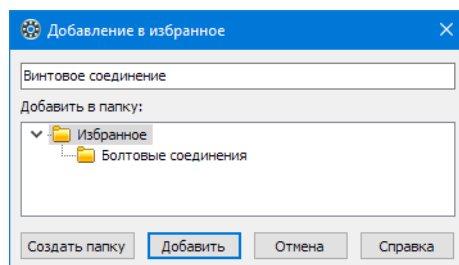 Добавление в избранное
Винтовое соединение
Добавить в папку:
Избранное
Болтовые соединения
Создать папку Добавить Отмена Справка